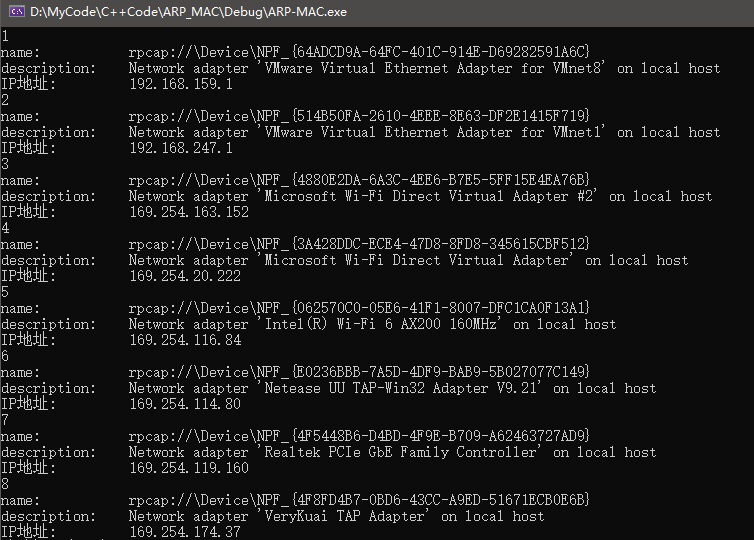 D:\MyCode\C++Code\ARP_MAC\Debug\ARP-MAC.exe
1
name: rpcap://\Device\NPF_{64ADCD9A-64FC-401C-914E-D69282591A6C}
description: Network adapter 'VMware Virtual Ethernet Adapter for VMnet8' on local host
IP地址: 192.168.159.1
2
name: rpcap://\Device\NPF_{514B50FA-2610-4EEE-8E63-DF2E1415F719}
description: Network adapter 'VMware Virtual Ethernet Adapter for VMnet1' on local host
IP地址: 192.168.247.1
3
name: rpcap://\Device\NPF_{4880E2DA-6A3C-4EE6-B7E5-5FF15E4EA76B}
description: Network adapter 'Microsoft Wi-Fi Direct Virtual Adapter #2' on local host
IP地址: 169.254.163.152
4
name: rpcap://\Device\NPF_{3A428DDC-ECE4-47D8-8FD8-345615CBF512}
description: Network adapter 'Microsoft Wi-Fi Direct Virtual Adapter' on local host
IP地址: 169.254.20.222
5
name: rpcap://\Device\NPF_{062570C0-05E6-41F1-8007-DFC1CA0F13A1}
description: Network adapter 'Intel(R) Wi-Fi 6 AX200 160MHz' on local host
IP地址: 169.254.116.84
6
name: rpcap://\Device\NPF_{E0236BBB-7A5D-4DF9-BAB9-5B027077C149}
description: Network adapter 'Netease UU TAP-Win32 Adapter V9.21' on local host
IP地址: 169.254.114.80
7
name: rpcap://\Device\NPF_{4F5448B6-D4BD-4F9E-B709-A62463727AD9}
description: Network adapter 'Realtek PCIe GbE Family Controller' on local host
IP地址: 169.254.119.160
8
name: rpcap://\Device\NPF_{4F8FD4B7-0BD6-43CC-A9ED-51671ECB0E6B}
description: Network adapter 'VeryKuai TAP Adapter' on local host
IP地址: 169.254.174.37